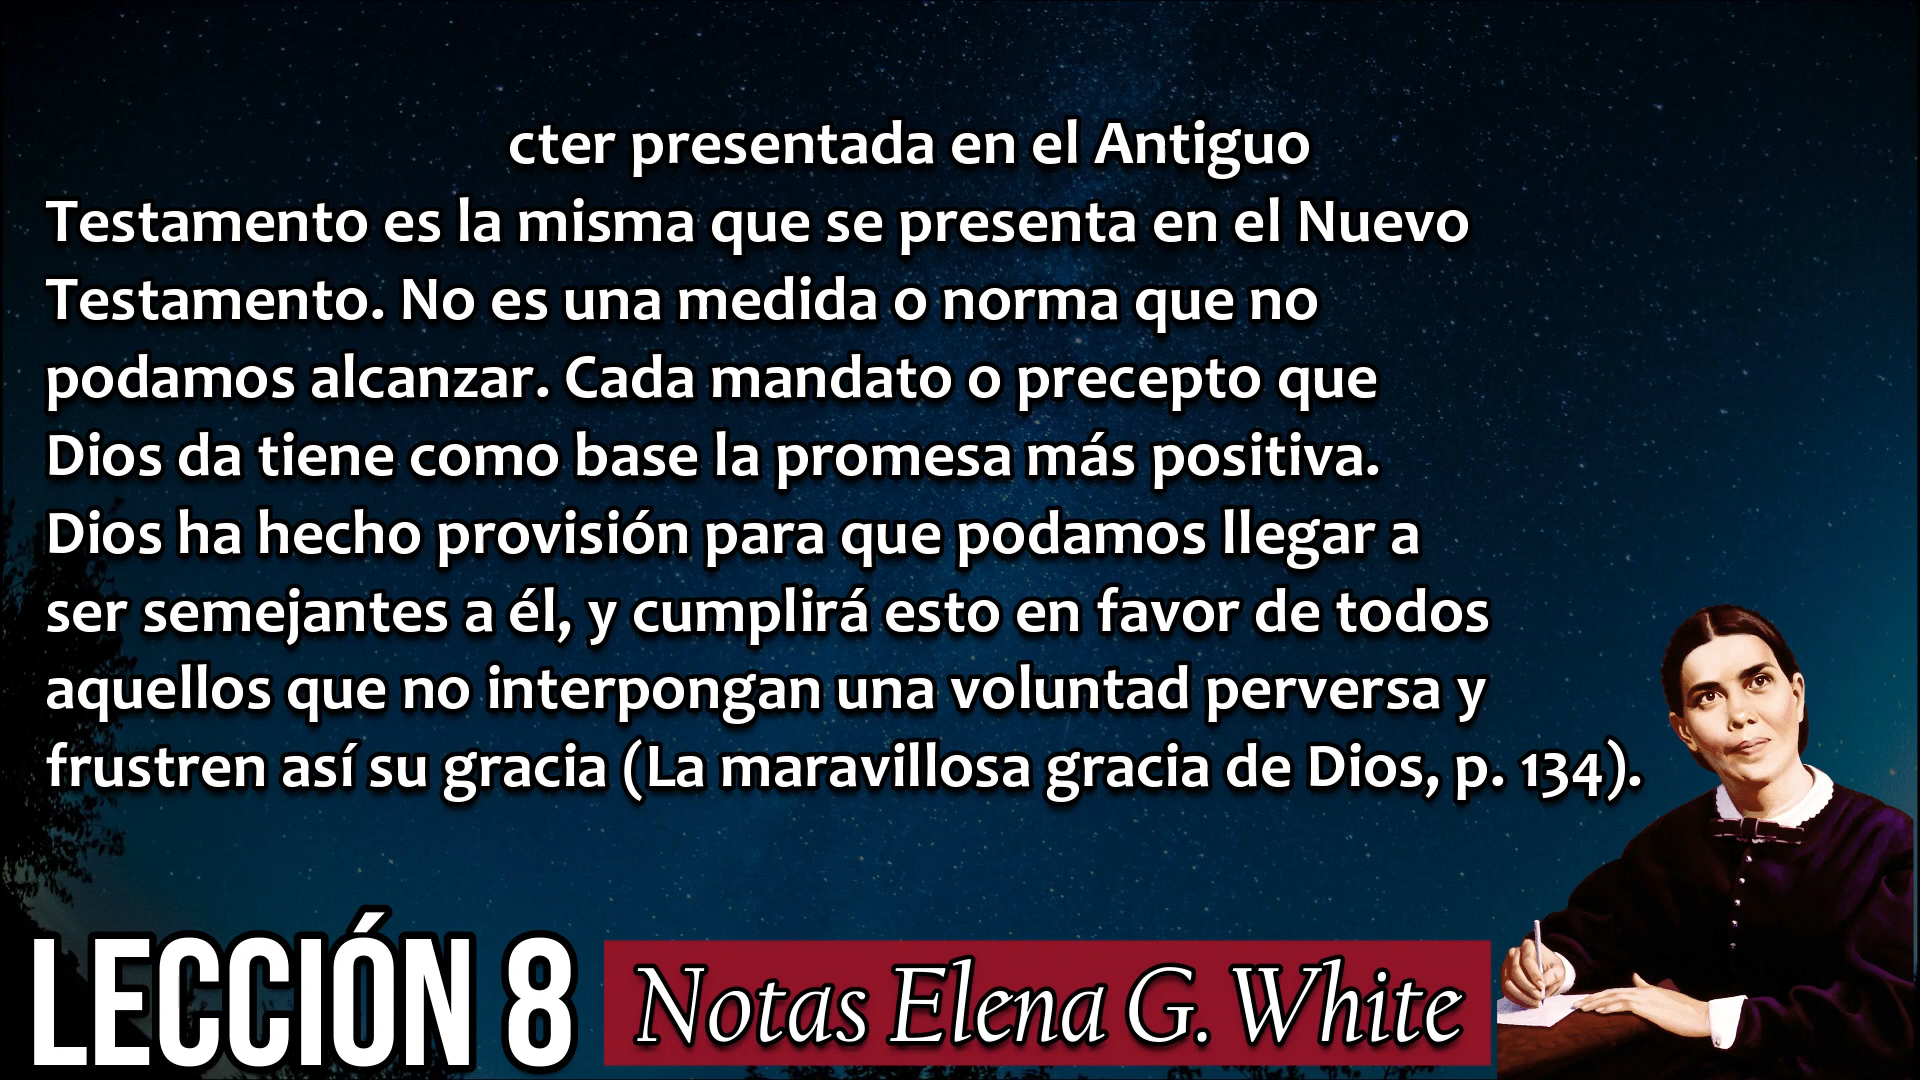 cter presentada en el Antiguo
Testamento es la misma que se presenta en el Nuevo
Testamento. No es una medida o norma que no
podamos alcanzar. Cada mandato o precepto que
Dios da tiene como base la promesa más positiva.
Dios ha hecho provisión para que podamos llegar a
ser semejantes a él, y cumplirá esto en favor de todos
aquellos que no interpongan una voluntad perversa y
frustren así su gracia (La maravillosa gracia de Dios, p. 134).
LECCIÓN 8 Notas Elena G. White